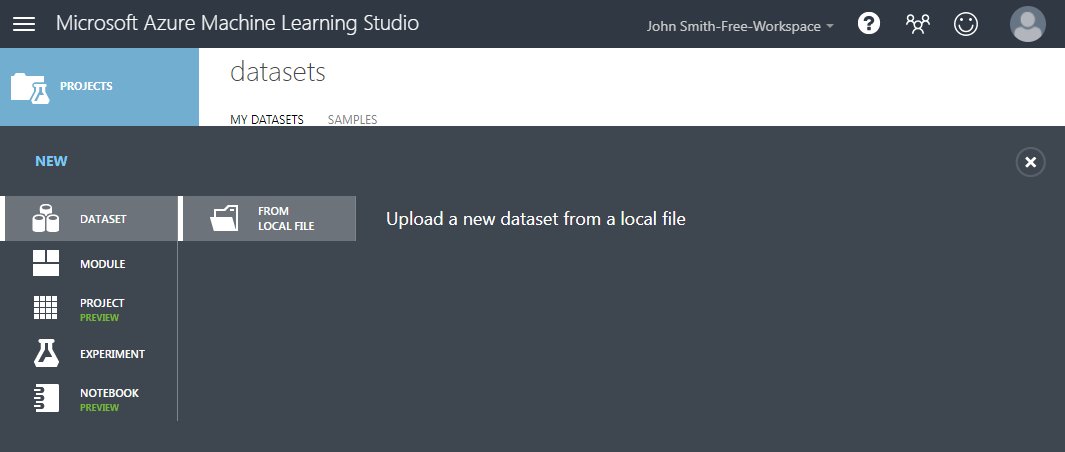 Microsoft Azure Machine Learning Studio
John Smith-Free-Workspace
?
PROJECTS
datasets
MY DATASETS
SAMPLES
NEW
DATASET
FROM
LOCAL FILE
Upload a new dataset from a local file
MODULE
PROJECT
PREVIEW
EXPERIMENT
NOTEBOOK
PREVIEW